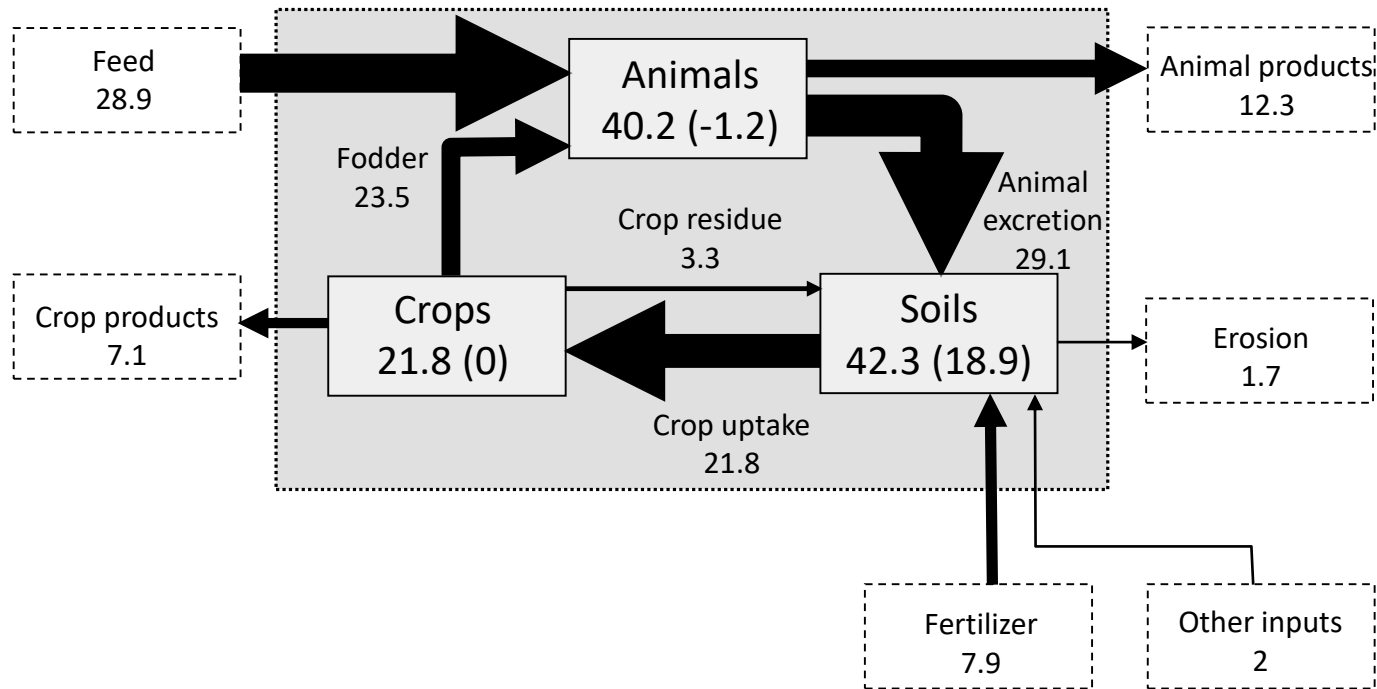 Feed
28.9
Animals
40.2 (-1.2)
Animal products
12.3
Fodder
23.5
Animal
excretion
29.1
Crop residue
3.3
Crop products
7.1
Crops
21.8 (0)
Soils
42.3 (18.9)
Erosion
1.7
Crop uptake
21.8
Fertilizer
7.9
Other inputs
2